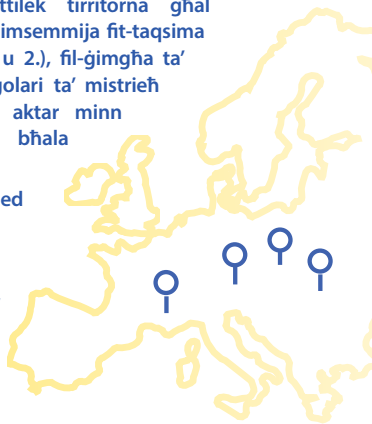 ttilek tirritorna għal
imsemmija fit-taqsima
u 2.), fil-ġimgħa ta'
golari ta' mistrieħ
aktar minn
bħala
ed